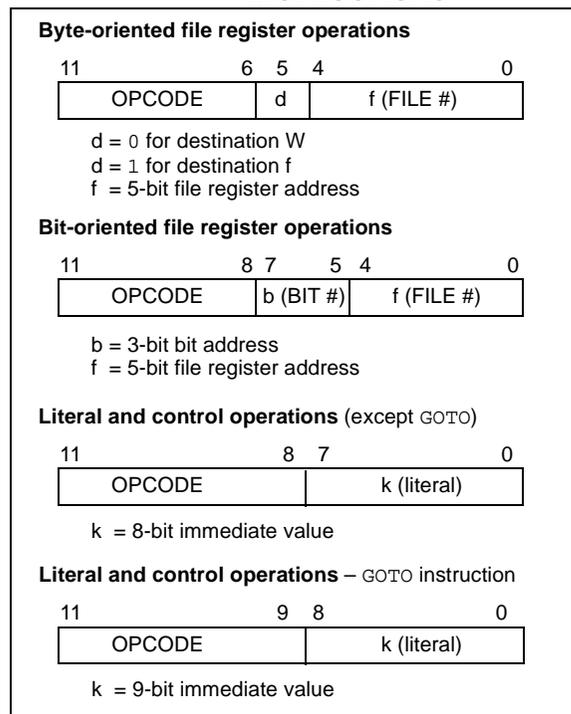 Byte-oriented file register operations
11 6 5 4 0
OPCODE d f (FILE #)
d = 0 for destination W
d = 1 for destination f
f = 5-bit file register address
Bit-oriented file register operations
11 8 7 5 4 0
OPCODE b (BIT #) f (FILE #)
b = 3-bit bit address
f = 5-bit file register address
Literal and control operations (except GOTO)
11 8 7 0
OPCODE k (literal)
k = 8-bit immediate value
Literal and control operations – GOTO instruction
11 9 8 0
OPCODE k (literal)
k = 9-bit immediate value